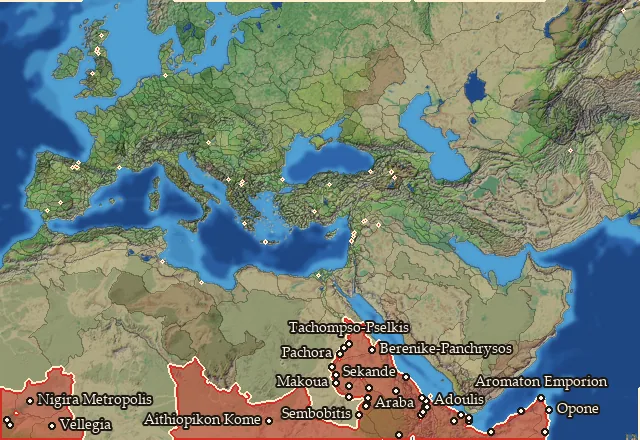 Tachompso-Pselkis
Pachora
Berenike-Panchrysos
Makoua
Sekande
Aromaton Emporion
Nigira Metropolis
Vellegia
Aithiopikon Kome
Sembobitis
Araba
Adoulis
Opone